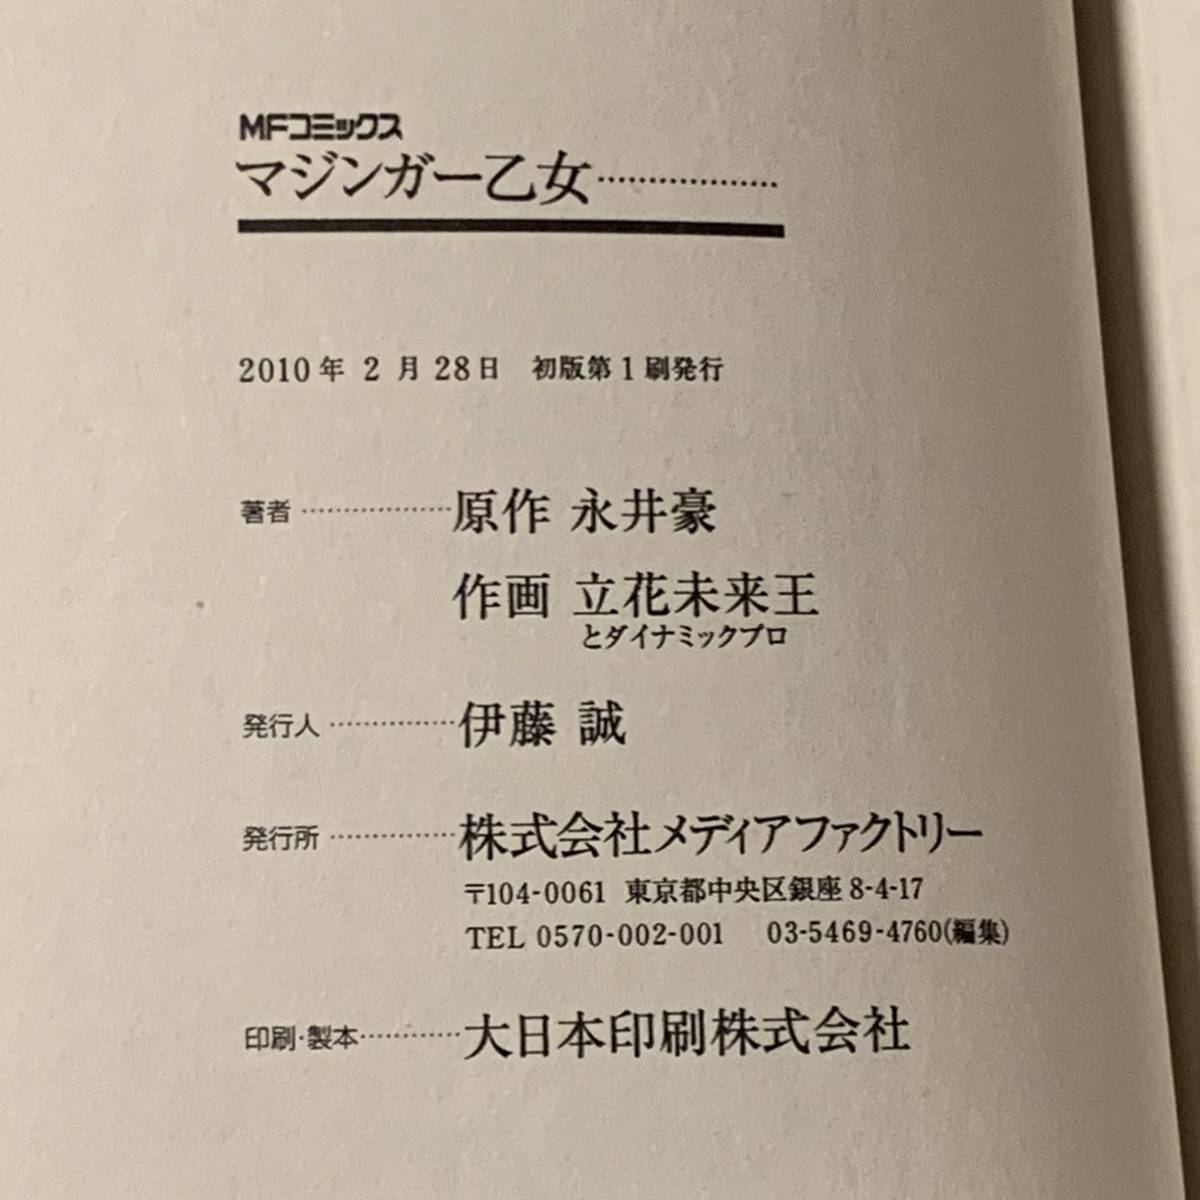 MFコミックス
マジンガー乙女………………
2010年 2月 28日 初版第1刷発行
著者………………原作 永井豪
作画 立花未来王
とダイナミックプロ
発行人……………伊藤 誠
発行所……………株式会社メディアファクトリー
〒104-0061 東京都中央区銀座 8-4-17
TEL 0570-002-001 03-5469-4760(編集)
印刷・製本…………大日本印刷株式会社